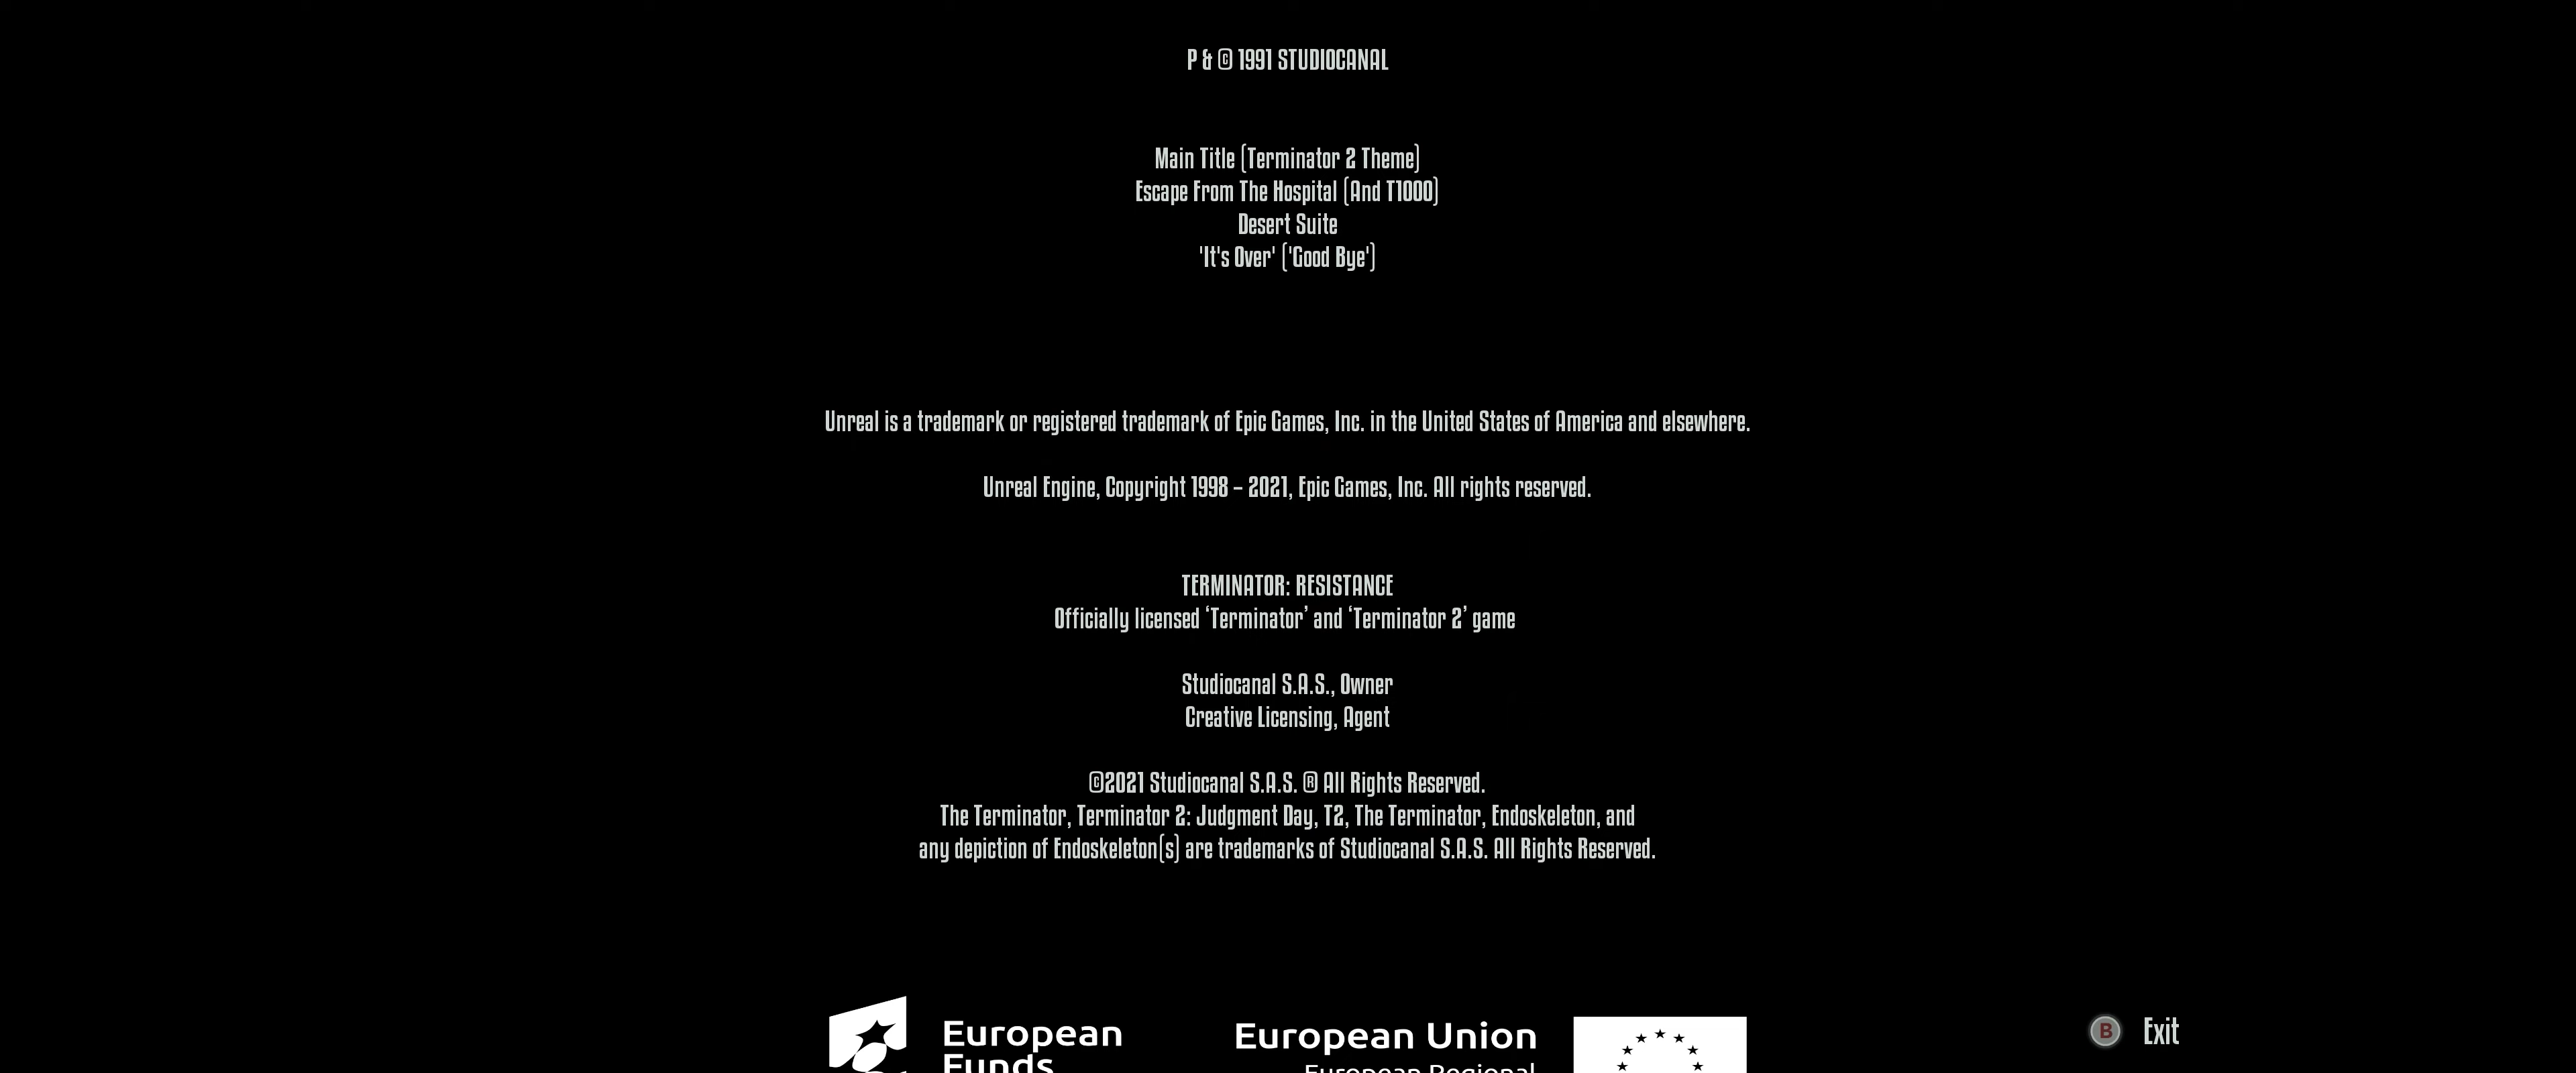 P & © 1991 STUDIOCANAL
Main Title (Terminator 2 Theme)
Escape From The Hospital (And T1000)
Desert Suite
'It's Over' ('Good Bye')
Unreal is a trademark or registered trademark of Epic Games, Inc. in the United States of America and elsewhere.
Unreal Engine, Copyright 1998 – 2021, Epic Games, Inc. All rights reserved.
TERMINATOR: RESISTANCE
Officially licensed ‘Terminator’ and ‘Terminator 2’ game
Studiocanal S.A.S., Owner
Creative Licensing, Agent
©2021 Studiocanal S.A.S. ® All Rights Reserved.
The Terminator, Terminator 2: Judgment Day, T2, The Terminator, Endoskeleton, and
any depiction of Endoskeleton(s) are trademarks of Studiocanal S.A.S. All Rights Reserved.
European
Funds
European Union
European Regional
B Exit